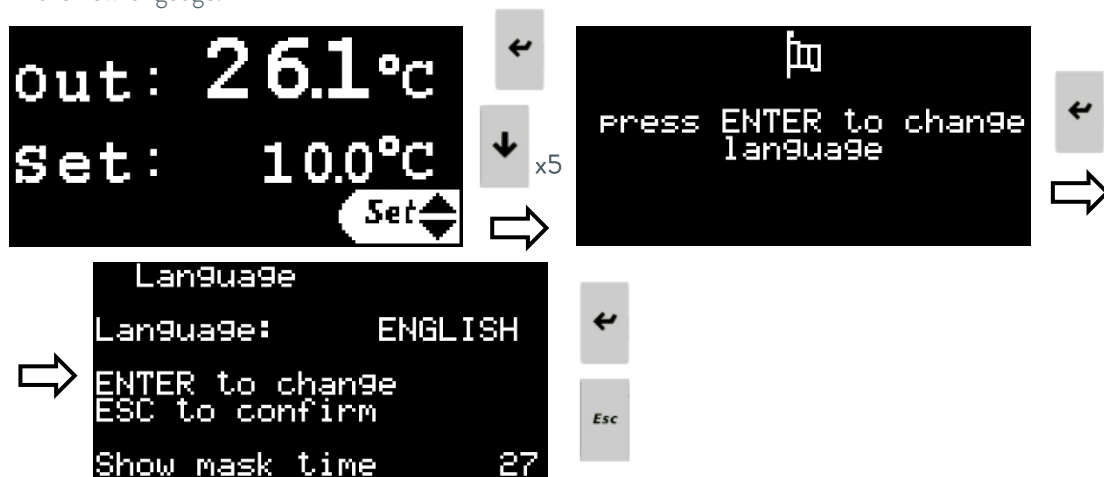 out: 26.1°C
Set: 10.0°C
Set
x5
press ENTER to change
language
Language
Language: ENGLISH
ENTER to change
ESC to confirm
Show mask time 27
Esc